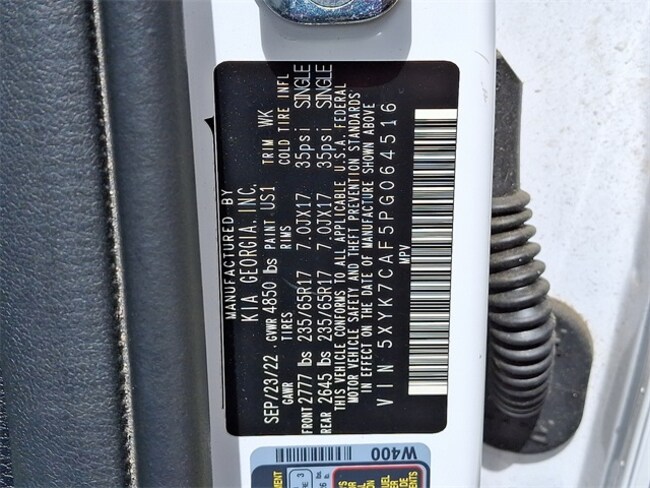 MANUFACTURED BY
KIA GEORGIA, INC.
SEP/23/22 GVWR 4850 lbs PAINT US1 TRIM WK
GAWR TIRES RIMS COLD TIRE INFL
FRONT 2777 lbs 235/65R17 7.0JX17 35psi SINGLE
REAR 2645 lbs 235/65R17 7.0JX17 35psi SINGLE
THIS VEHICLE CONFORMS TO ALL APPLICABLE U.S.A. FEDERAL
MOTOR VEHICLE SAFETY AND THEFT PREVENTION STANDARDS
IN EFFECT ON THE DATE OF MANUFACTURE SHOWN ABOVE
VIN 5XYK7CAF5PG064516
MPV
W400